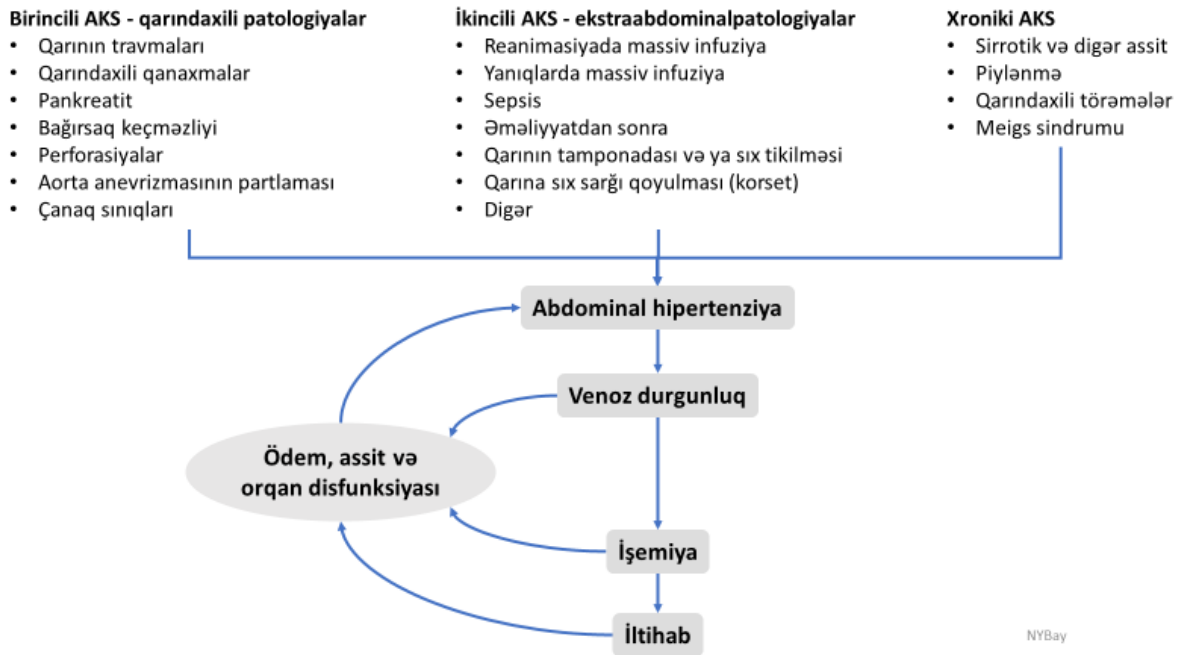 Birincili AKS - qarındaxili patologiyalar
• Qarının travmaları
• Qarındaxili qanaxmalar
• Pankreatit
• Bağırsaq keçməzliyi
• Perforasiyalar
• Aorta anevrizmasının partlaması
• Çanaq sınıqları
İkincili AKS - ekstraabdominalpatologiyalar
• Reanimasiyada massiv infuziya
• Yanıqlarda massiv infuziya
• Sepsis
• Əməliyyatdan sonra
• Qarının tamponadası və ya sıx tikilməsi
• Qarına sıx sarğı qoyulması (korset)
• Digər
Xroniki AKS
• Sirrotik və digər assit
• Piylənmə
• Qarındaxili törəmələr
• Meigs sindrumu
Abdominal hipertenziya
Venoz durgunluq
Ödem, assit və
orqan disfunksiyası
İşemiya
İltihab
NYBay